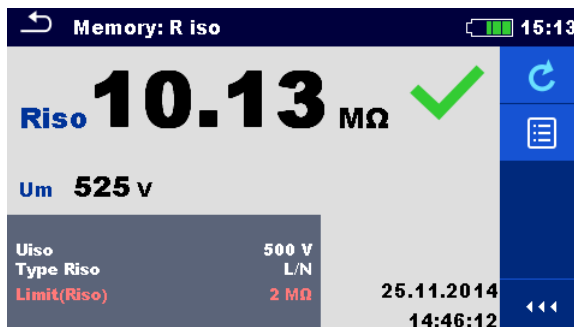 Memory: R iso 15:13
Riso 10.13 MΩ
Um 525 V
Uiso 500 V
Type Riso L/N
Limit(Riso) 2 MΩ
25.11.2014
14:46:12